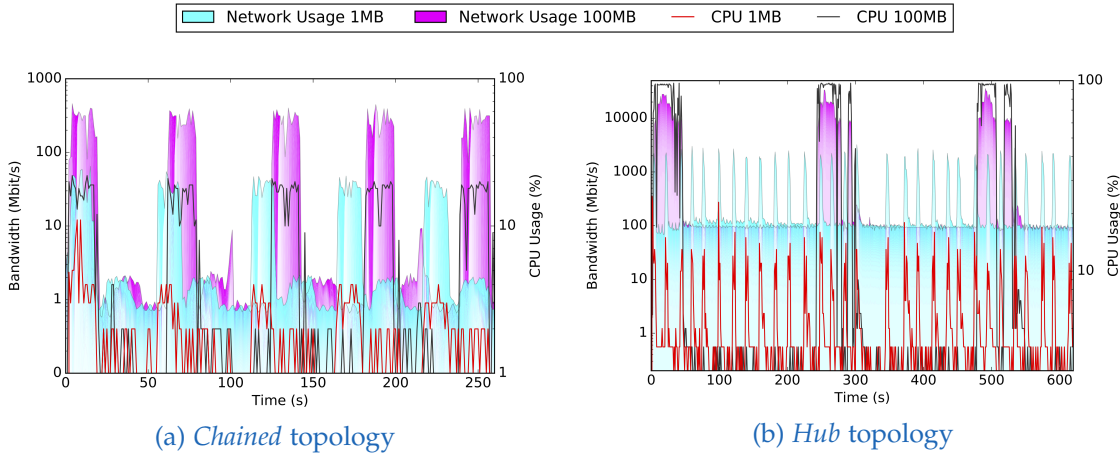 Network Usage 1MB Network Usage 100MB CPU 1MB CPU 100MB
1000
100
10
1
0
Bandwidth (Mbit/s)
0 50 100 150 200 250
Time (s)
100
10
1
CPU Usage (%)
(a) Chained topology
10000
1000
100
10
1
Bandwidth (Mbit/s)
0 100 200 300 400 500 600
Time (s)
100
10
CPU Usage (%)
(b) Hub topology